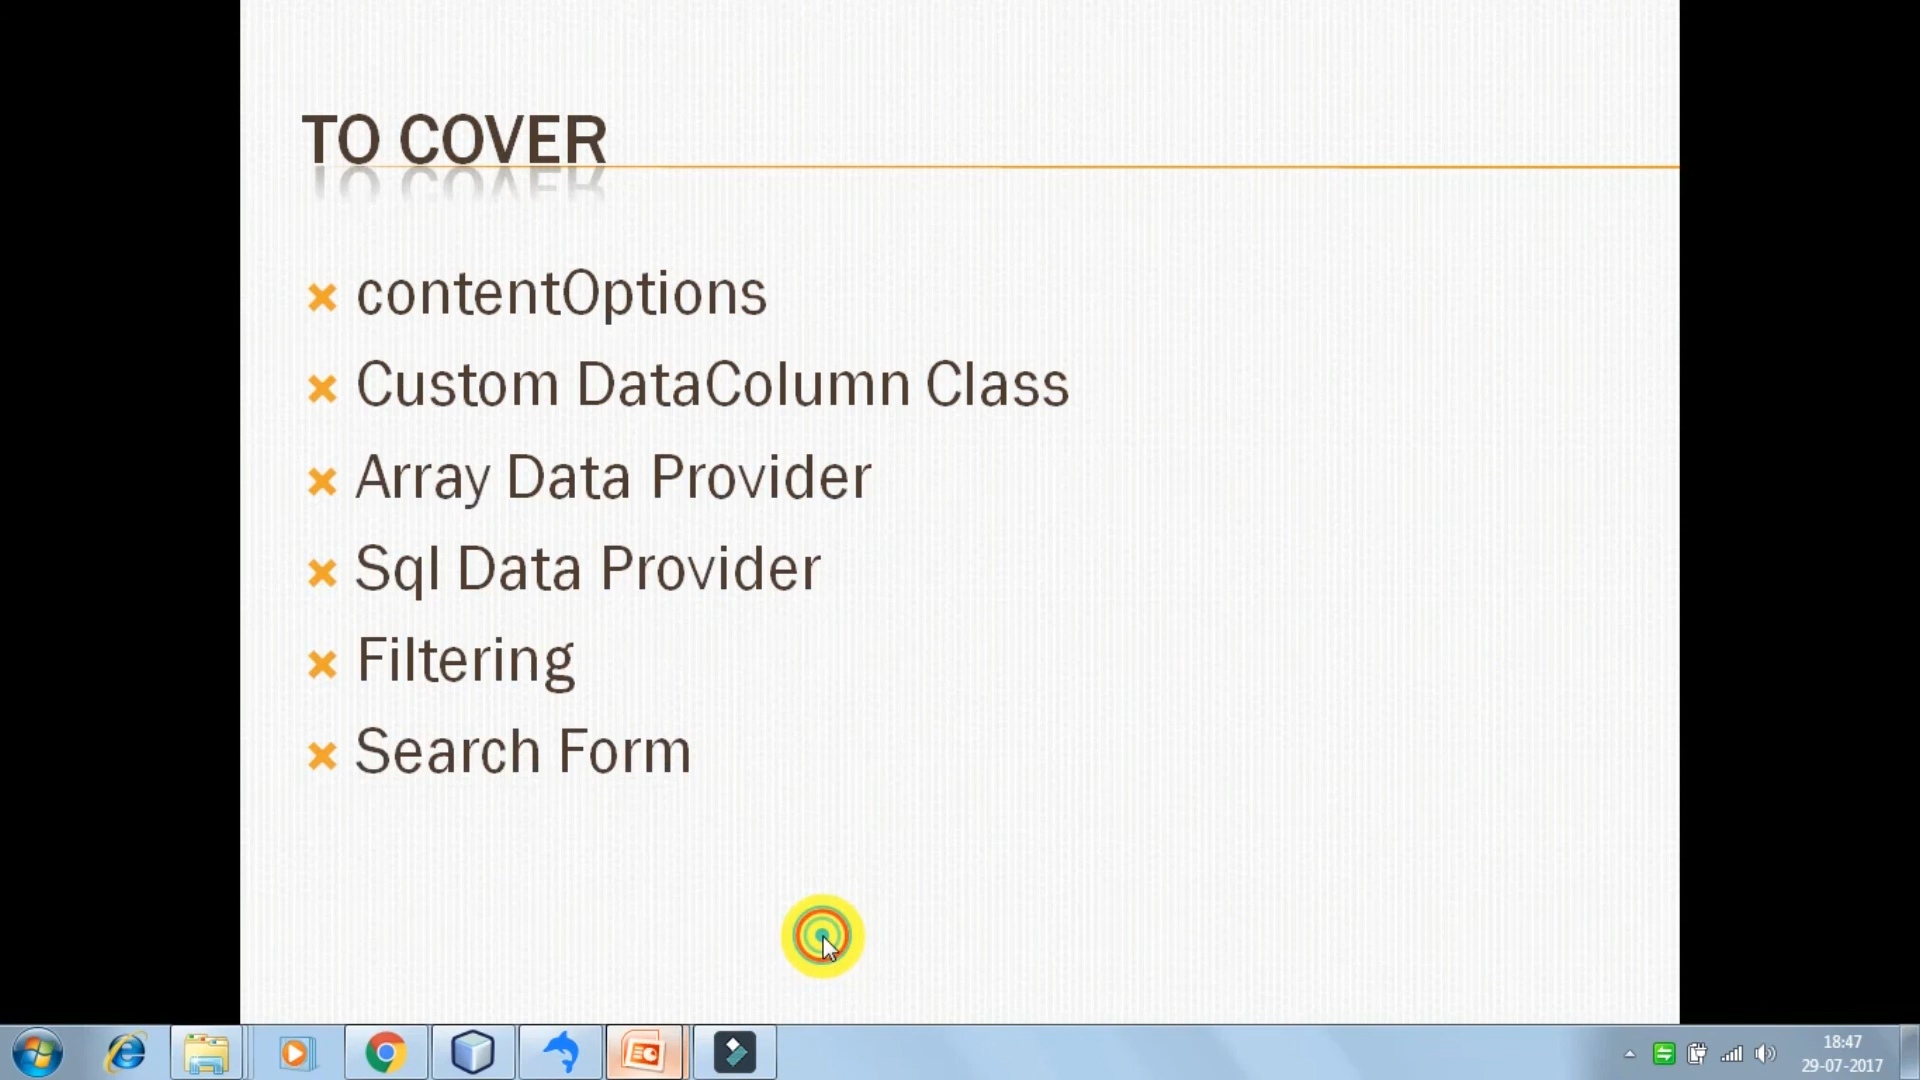 TO COVER
contentOptions
Custom DataColumn Class
Array Data Provider
Sql Data Provider
Filtering
Search Form
18:47
29-07-2017